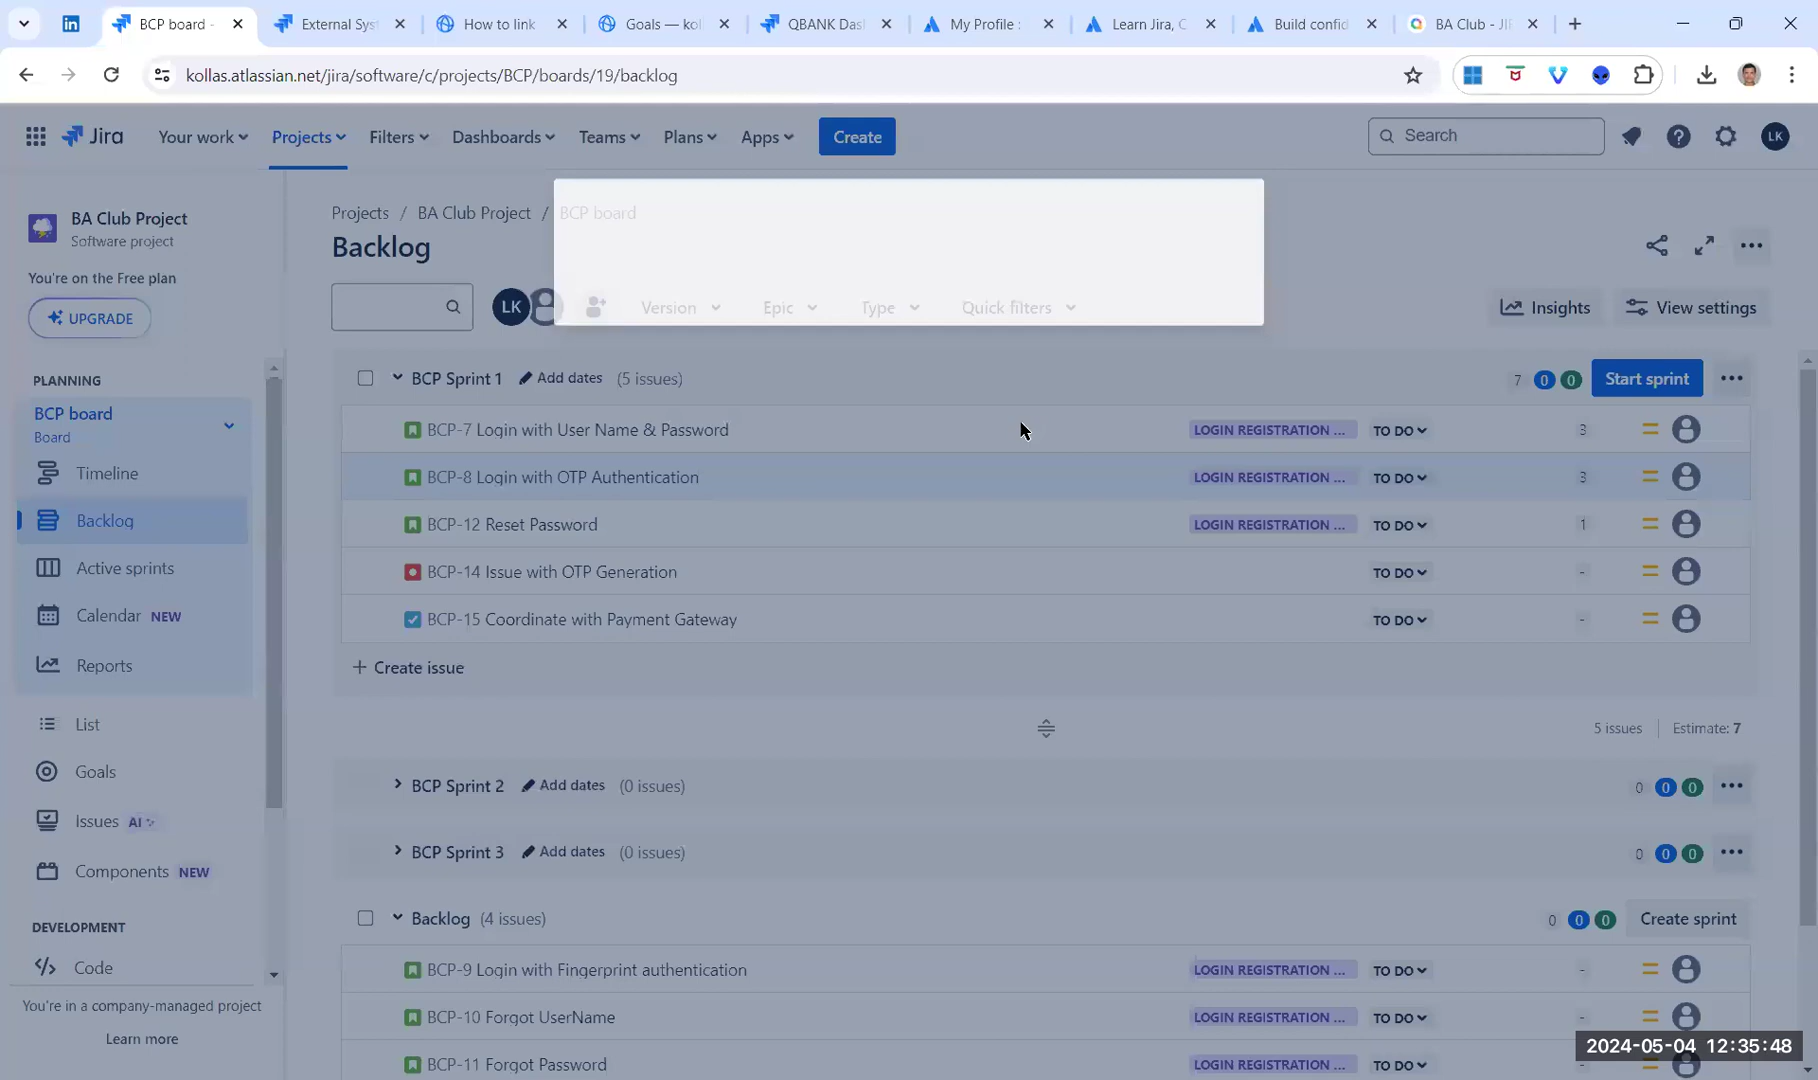 BCP board -
External Sys
How to link
Goals — kol
QBANK Das
My Profile :
Learn Jira, C
Build confid
BA Club - JI
kollas.atlassian.net/jira/software/c/projects/BCP/boards/19/backlog
Jira
Your work
Projects
Filters
Dashboards
Teams
Plans
Apps
Create
Search
LK
BA Club Project
Software project
You're on the Free plan
UPGRADE
PLANNING
BCP board
Board
Timeline
Backlog
Active sprints
Calendar NEW
Reports
List
Goals
Issues AI
Components NEW
DEVELOPMENT
Code
You're in a company-managed project
Learn more
Projects / BA Club Project / BCP board
Backlog
LK
Version
Epic
Type
Quick filters
Insights
View settings
BCP Sprint 1 Add dates (5 issues) 7 0 0 Start sprint
BCP-7 Login with User Name & Password LOGIN REGISTRATION ... TO DO 3
BCP-8 Login with OTP Authentication LOGIN REGISTRATION ... TO DO 3
BCP-12 Reset Password LOGIN REGISTRATION ... TO DO 1
BCP-14 Issue with OTP Generation TO DO -
BCP-15 Coordinate with Payment Gateway TO DO -
+ Create issue
5 issues Estimate: 7
BCP Sprint 2 Add dates (0 issues) 0 0 0
BCP Sprint 3 Add dates (0 issues) 0 0 0
Backlog (4 issues) 0 0 0 Create sprint
BCP-9 Login with Fingerprint authentication LOGIN REGISTRATION ... TO DO -
BCP-10 Forgot UserName LOGIN REGISTRATION ... TO DO -
BCP-11 Forgot Password LOGIN REGISTRATION ... TO DO -
2024-05-04 12:35:48